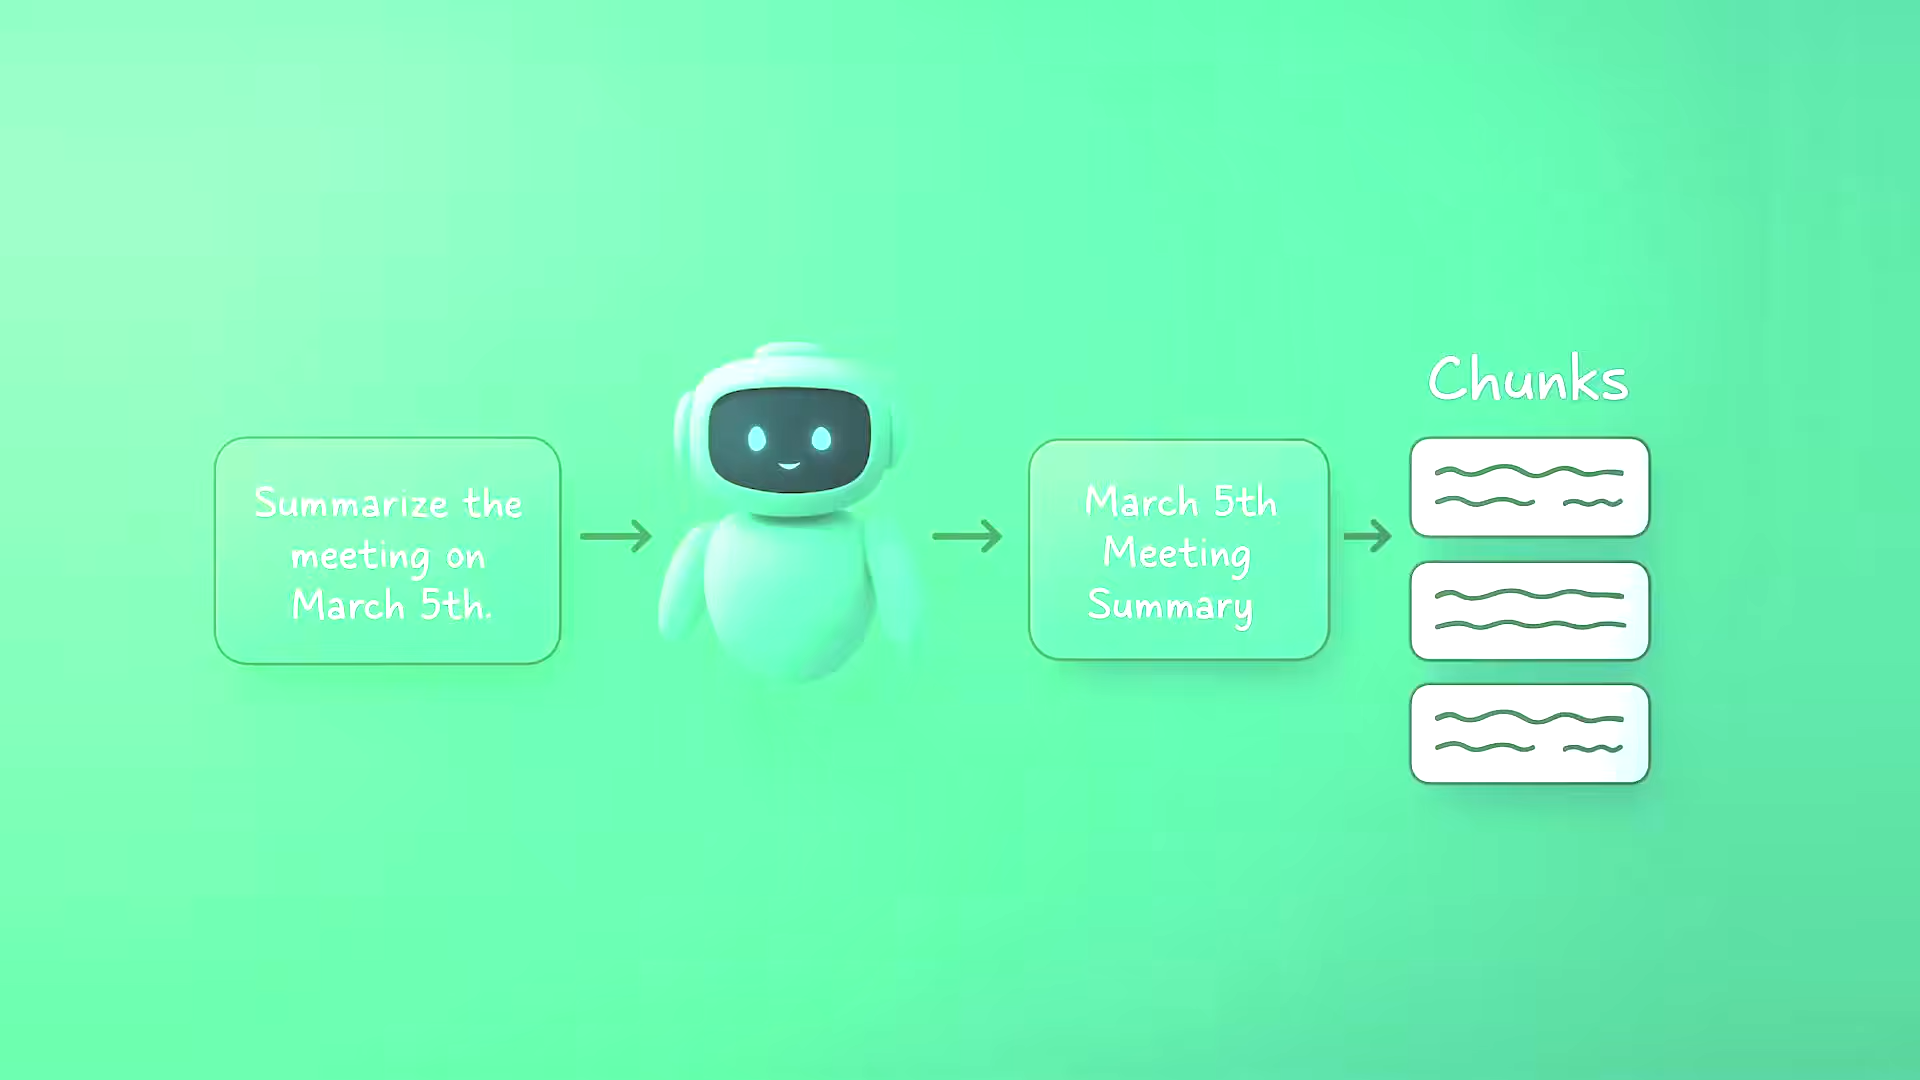 Summarize the
meeting on
March 5th.
March 5th
Meeting
Summary
Chunks